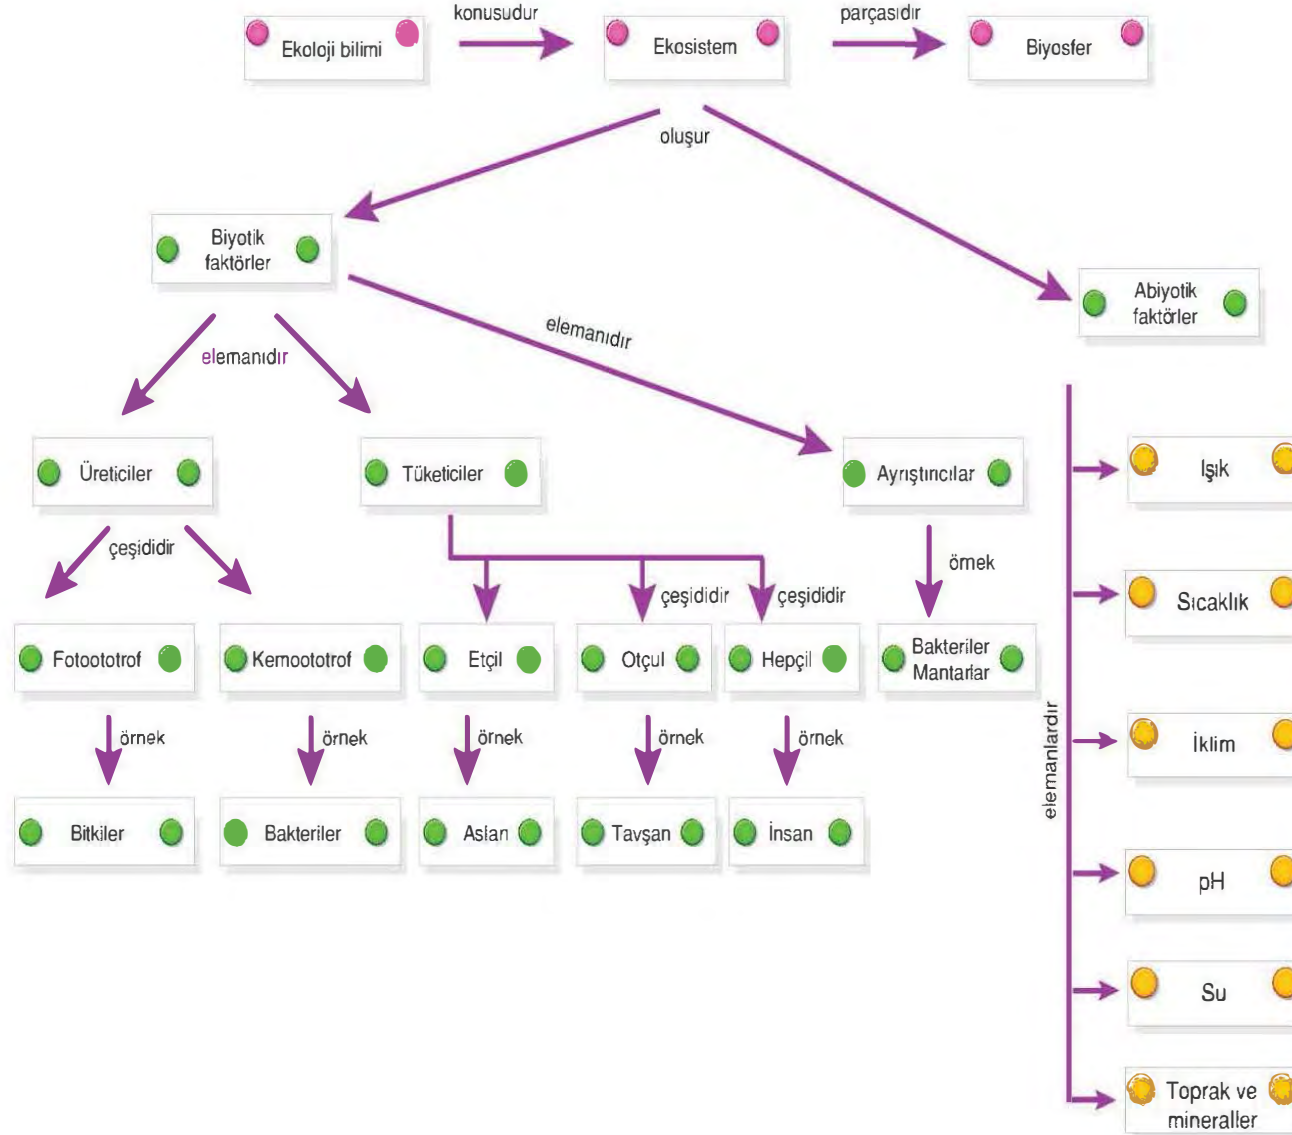 konusudur
parçasıdır
Ekoloji bilimi
Ekosistem
Biyosfer
oluşur
Biyotik
faktörler
Abiyotik
faktörler
elemanıdır
elemanıdır
Üreticiler
Tüketiciler
Ayrıştırıcılar
Işık
çeşididir
örnek
çeşididir
çeşididir
Sıcaklık
Fotoototrof
Kemoototrof
Etçil
Otçul
Hepçil
Bakteriler
Mantarlar
elemanlardır
örnek
örnek
örnek
örnek
örnek
İklim
Bitkiler
Bakteriler
Aslan
Tavşan
İnsan
pH
Su
Toprak ve
mineraller